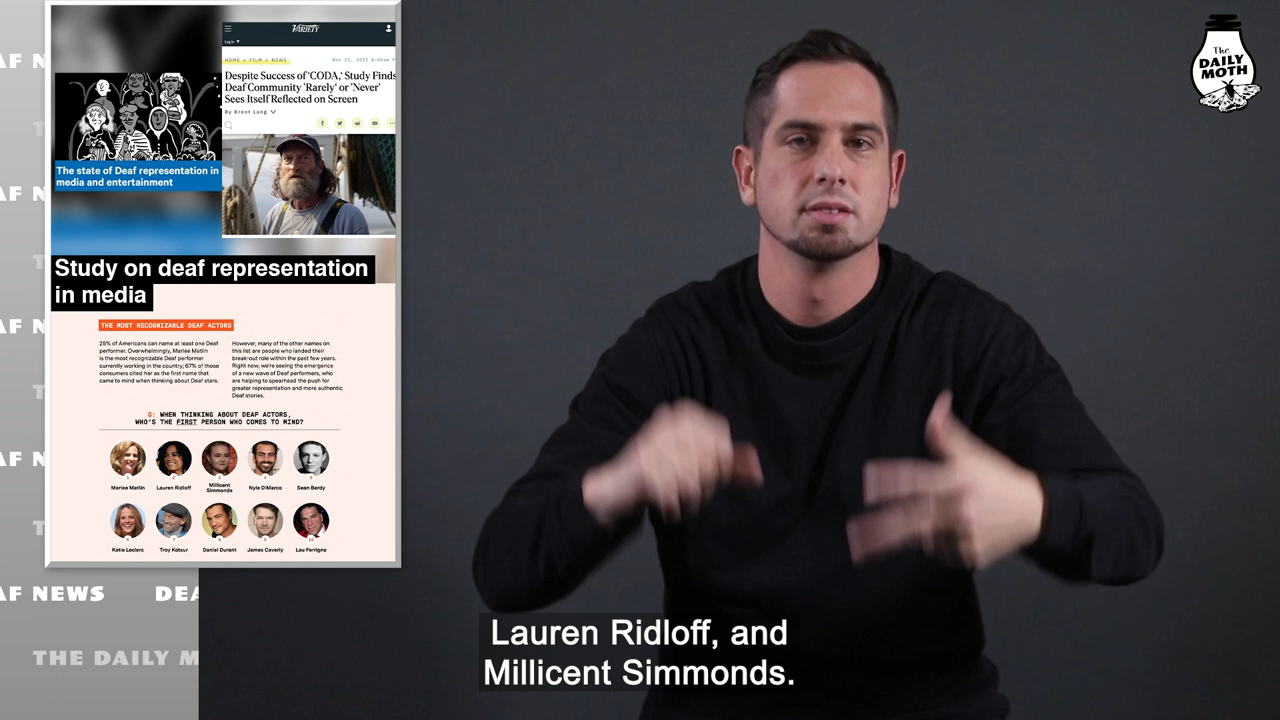 VARIETY
Login
HOME > FILM > NEWS
Nov 22, 2022 6:00am P
Despite Success of 'CODA,' Study Finds
Deaf Community 'Rarely' or 'Never'
Sees Itself Reflected on Screen
By Brent Lang
The state of Deaf representation in
media and entertainment
Study on deaf representation
in media
THE MOST RECOGNIZABLE DEAF ACTORS
25% of Americans can name at least one Deaf
performer. Overwhelmingly, Marlee Matlin
is the most recognizable Deaf performer
currently working in the country; 67% of those
consumers cited her as the first name that
came to mind when thinking about Deaf stars.
However, many of the other names on
this list are people who landed their
break-out role within the past few years.
Right now, we're seeing the emergence
of a new wave of Deaf performers, who
are helping to spearhead the push for
greater representation and more authentic
Deaf stories.
Q: WHEN THINKING ABOUT DEAF ACTORS,
WHO'S THE FIRST PERSON WHO COMES TO MIND?
Marlee Matlin
Lauren Ridloff
Millicent
Simmonds
Nyle DiMarco
Sean Berdy
Katie Leclerc
Troy Kotsur
Daniel Durant
James Caverly
Lou Ferrigno
AF N
AF N
AF N
AF N
AF NEWS DEA
THE DAILY M
The
DAILY
MOTH
Lauren Ridloff, and
Millicent Simmonds.